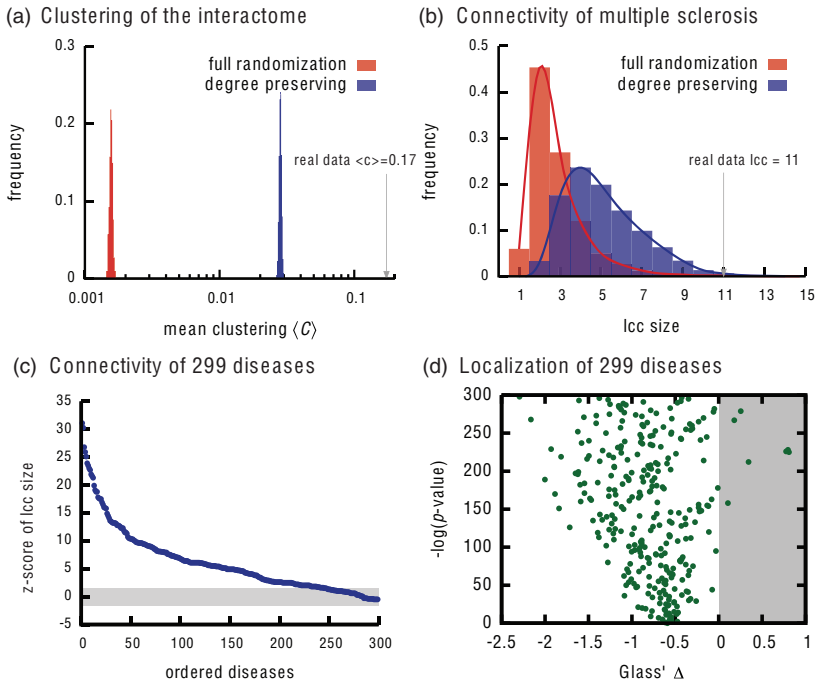 (a) Clustering of the interactome
0.3
0.2
0.1
0
frequency
full randomization
degree preserving
real data <c>=0.17
0.001
0.01
0.1
mean clustering ⟨C⟩
(b) Connectivity of multiple sclerosis
0.5
0.4
0.3
0.2
0.1
0
frequency
full randomization
degree preserving
real data lcc = 11
1 3 5 7 9 11 13 15
lcc size
(c) Connectivity of 299 diseases
35
30
25
20
15
10
5
0
-5
z-score of lcc size
0 50 100 150 200 250 300
ordered diseases
(d) Localization of 299 diseases
300
250
200
150
100
50
0
-log(p-value)
-2.5 -2 -1.5 -1 -0.5 0 0.5 1
Glass' Δ